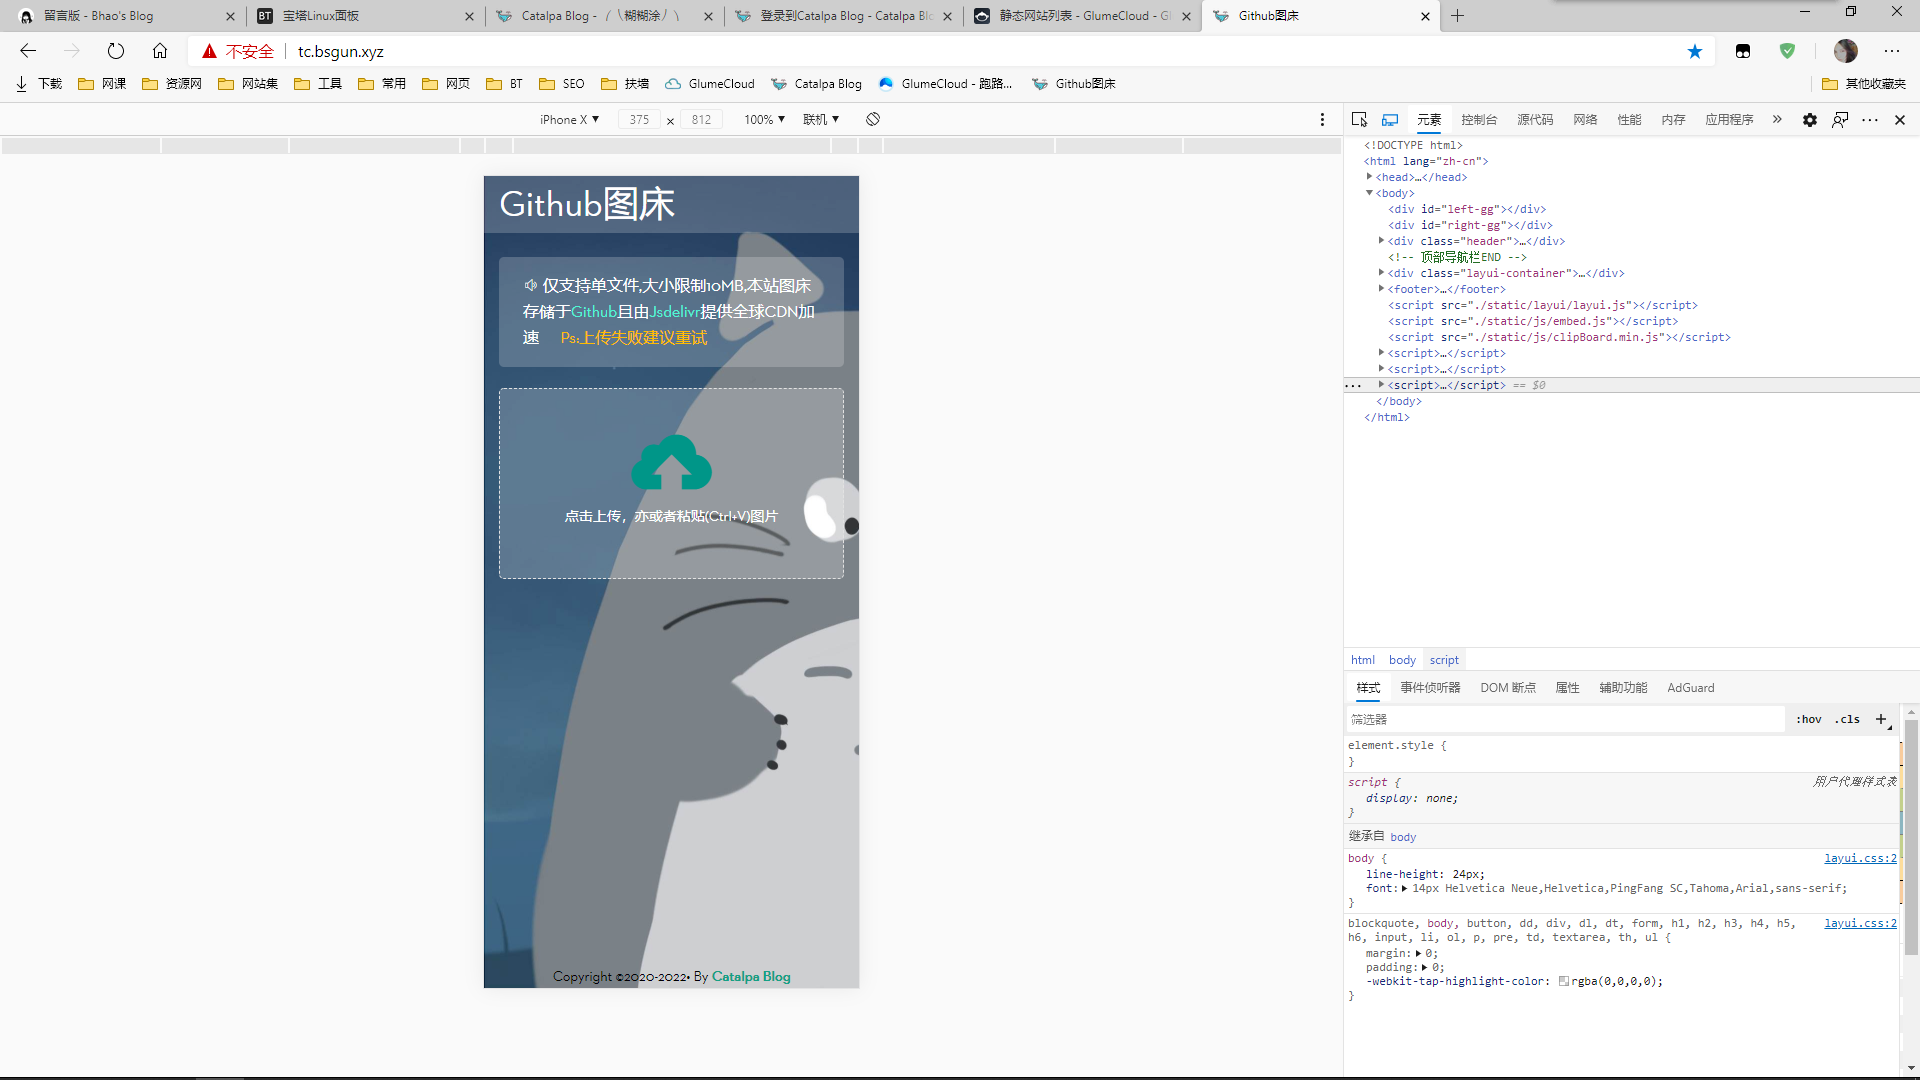 留言版 - Bhao's Blog
宝塔Linux面板
Catalpa Blog - ╱╲糊糊涂╱╲
登录到Catalpa Blog - Catalpa Blo
静态网站列表 - GlumeCloud - Gl
Github图床
不安全 tc.bsgun.xyz
下载 网课 资源网 网站集 工具 常用 网页 BT SEO 扶墙 GlumeCloud Catalpa Blog GlumeCloud - 跑路... Github图床 其他收藏夹
iPhone X 375 × 812 100% 联机
元素 控制台 源代码 网络 性能 内存 应用程序
Github图床
仅支持单文件,大小限制10MB,本站图床
存储于Github且由Jsdelivr提供全球CDN加
速 Ps:上传失败建议重试
点击上传，亦或者粘贴(Ctrl+V)图片
Copyright ©2020-2022• By Catalpa Blog
<!DOCTYPE html>
<html lang="zh-cn">
<head>…</head>
<body>
<div id="left-gg"></div>
<div id="right-gg"></div>
<div class="header">…</div>
<!-- 顶部导航栏END -->
<div class="layui-container">…</div>
<footer>…</footer>
<script src="./static/layui/layui.js"></script>
<script src="./static/js/embed.js"></script>
<script src="./static/js/clipBoard.min.js"></script>
<script>…</script>
<script>…</script>
<script>…</script> == $0
</body>
</html>
html body script
样式 事件侦听器 DOM 断点 属性 辅助功能 AdGuard
筛选器 :hov .cls +
element.style {
}
script { 用户代理样式表
display: none;
}
继承自 body
body { layui.css:2
line-height: 24px;
font: 14px Helvetica Neue,Helvetica,PingFang SC,Tahoma,Arial,sans-serif;
}
blockquote, body, button, dd, div, dl, dt, form, h1, h2, h3, h4, h5, layui.css:2
h6, input, li, ol, p, pre, td, textarea, th, ul {
margin: 0;
padding: 0;
-webkit-tap-highlight-color: rgba(0,0,0,0);
}